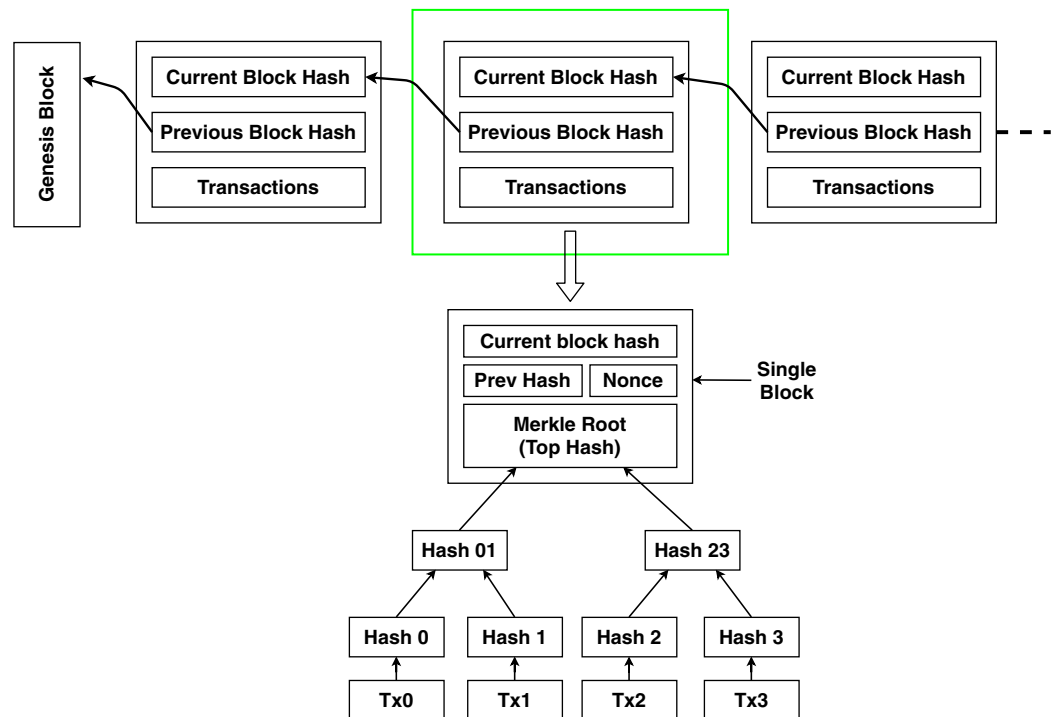 Genesis Block
Current Block Hash
Previous Block Hash
Transactions
Current Block Hash
Previous Block Hash
Transactions
Current Block Hash
Previous Block Hash
Transactions
Current block hash
Prev Hash
Nonce
Merkle Root
(Top Hash)
Single
Block
Hash 01
Hash 23
Hash 0
Hash 1
Hash 2
Hash 3
Tx0
Tx1
Tx2
Tx3